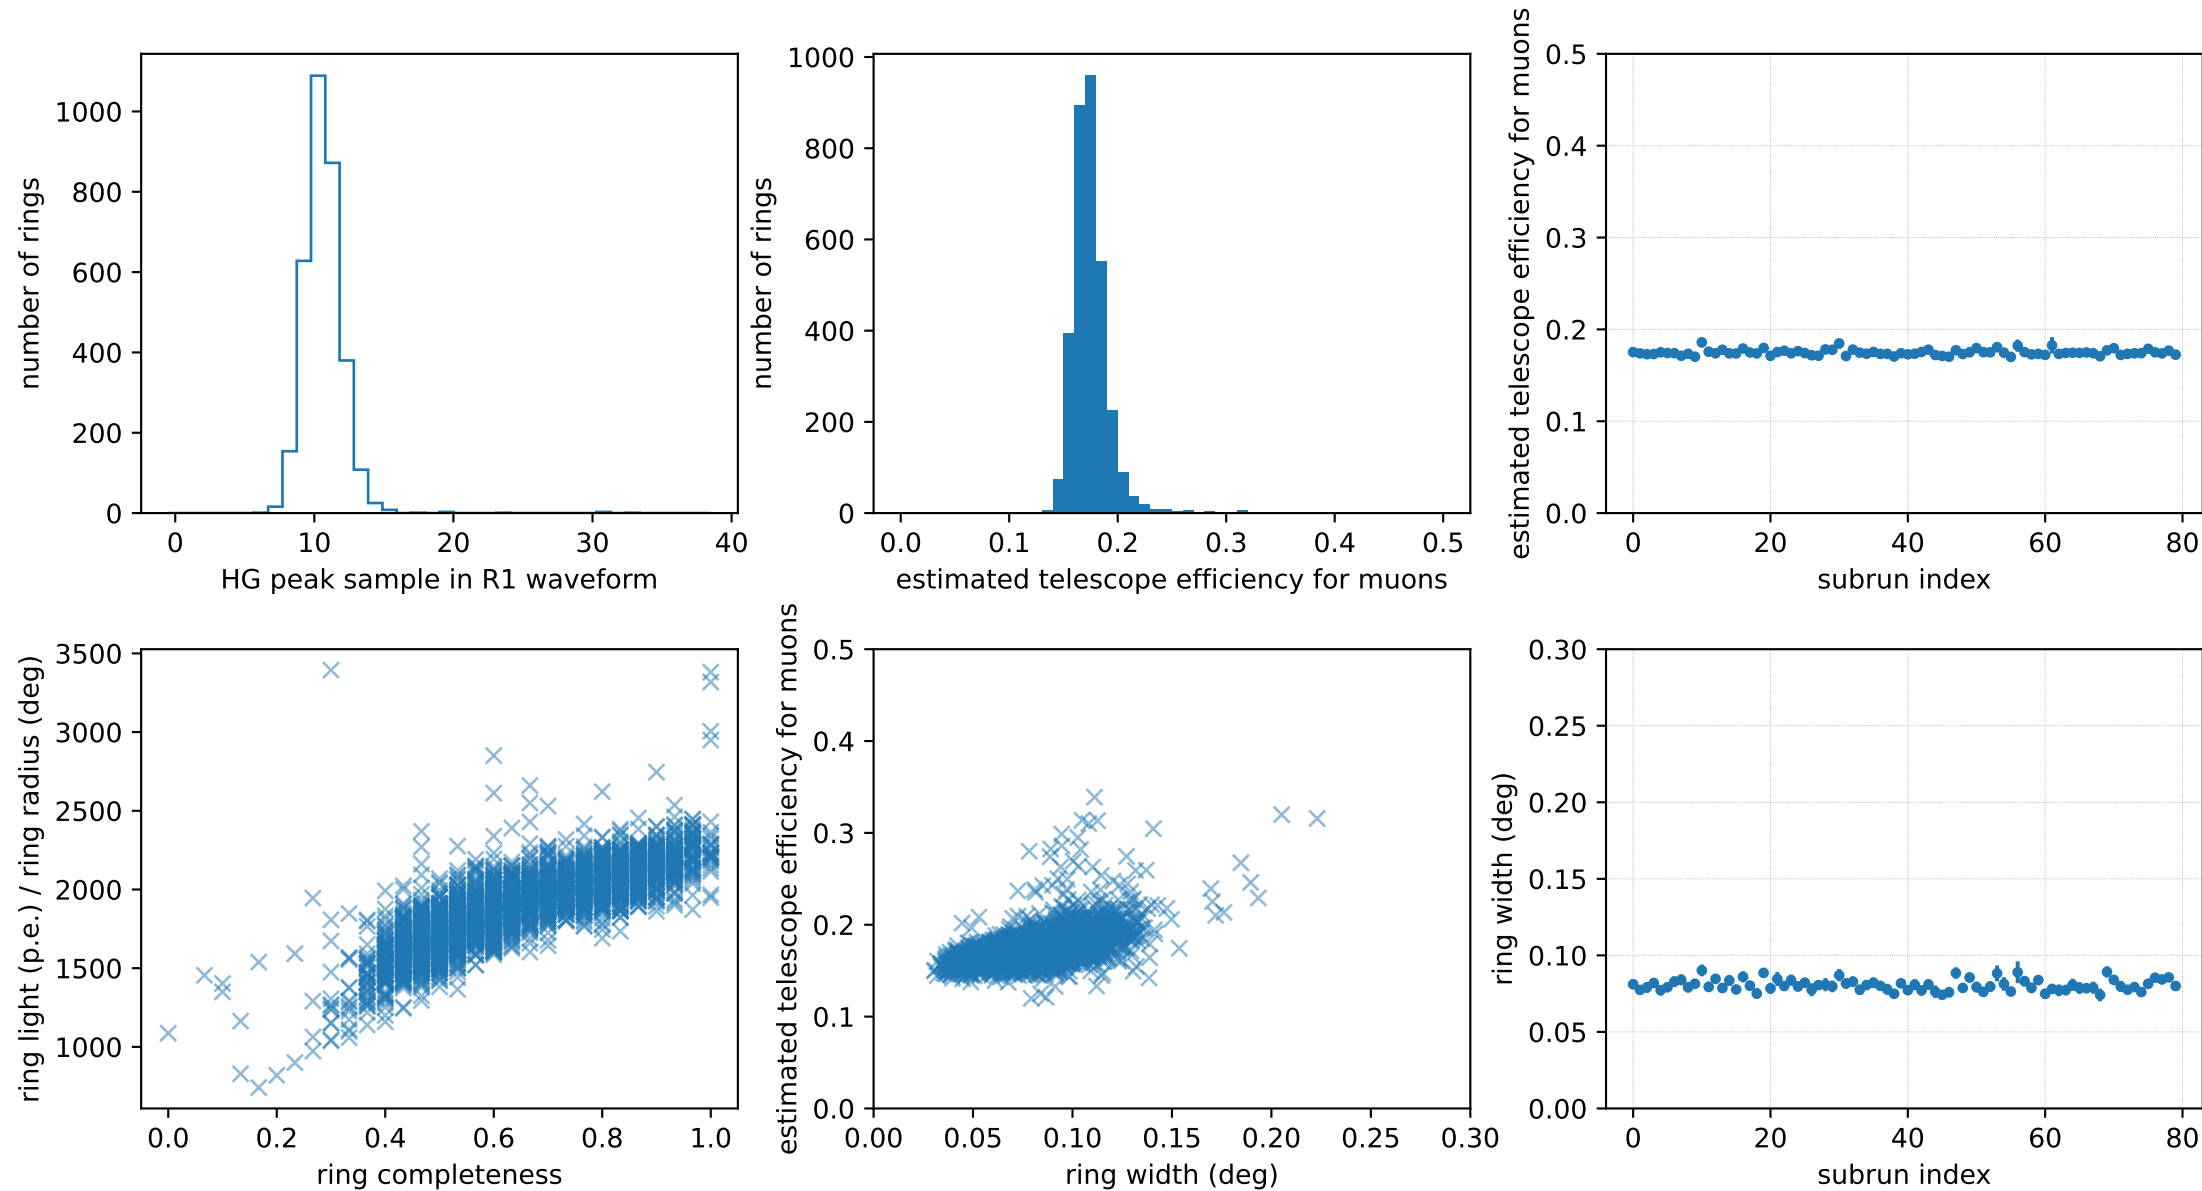 number of rings
1000
800
600
400
200
0
0 10 20 30 40
HG peak sample in R1 waveform
number of rings
1000
800
600
400
200
0
0.0 0.1 0.2 0.3 0.4 0.5
estimated telescope efficiency for muons
estimated telescope efficiency for muons
0.5
0.4
0.3
0.2
0.1
0.0
0 20 40 60 80
subrun index
ring light (p.e.) / ring radius (deg)
3500
3000
2500
2000
1500
1000
0.0 0.2 0.4 0.6 0.8 1.0
ring completeness
estimated telescope efficiency for muons
0.5
0.4
0.3
0.2
0.1
0.0
0.00 0.05 0.10 0.15 0.20 0.25 0.30
ring width (deg)
ring width (deg)
0.30
0.25
0.20
0.15
0.10
0.05
0.00
0 20 40 60 80
subrun index